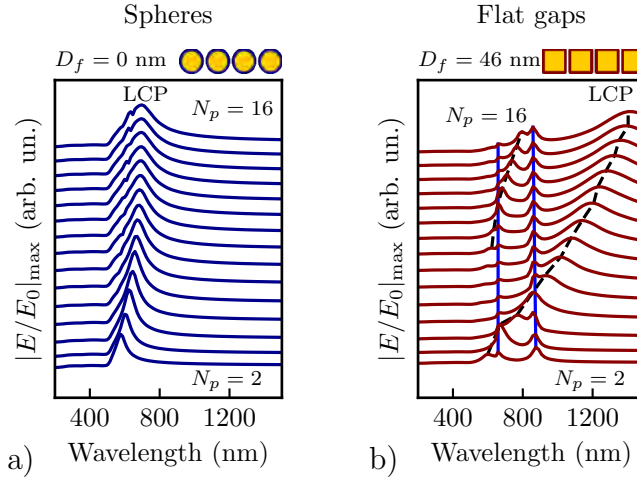 Spheres
D_f = 0 nm
LCP
N_p = 16
N_p = 2
|E/E_0|_max (arb. un.)
400 800 1200
Wavelength (nm)
a)
Flat gaps
D_f = 46 nm
LCP
N_p = 16
N_p = 2
|E/E_0|_max (arb. un.)
400 800 1200
Wavelength (nm)
b)